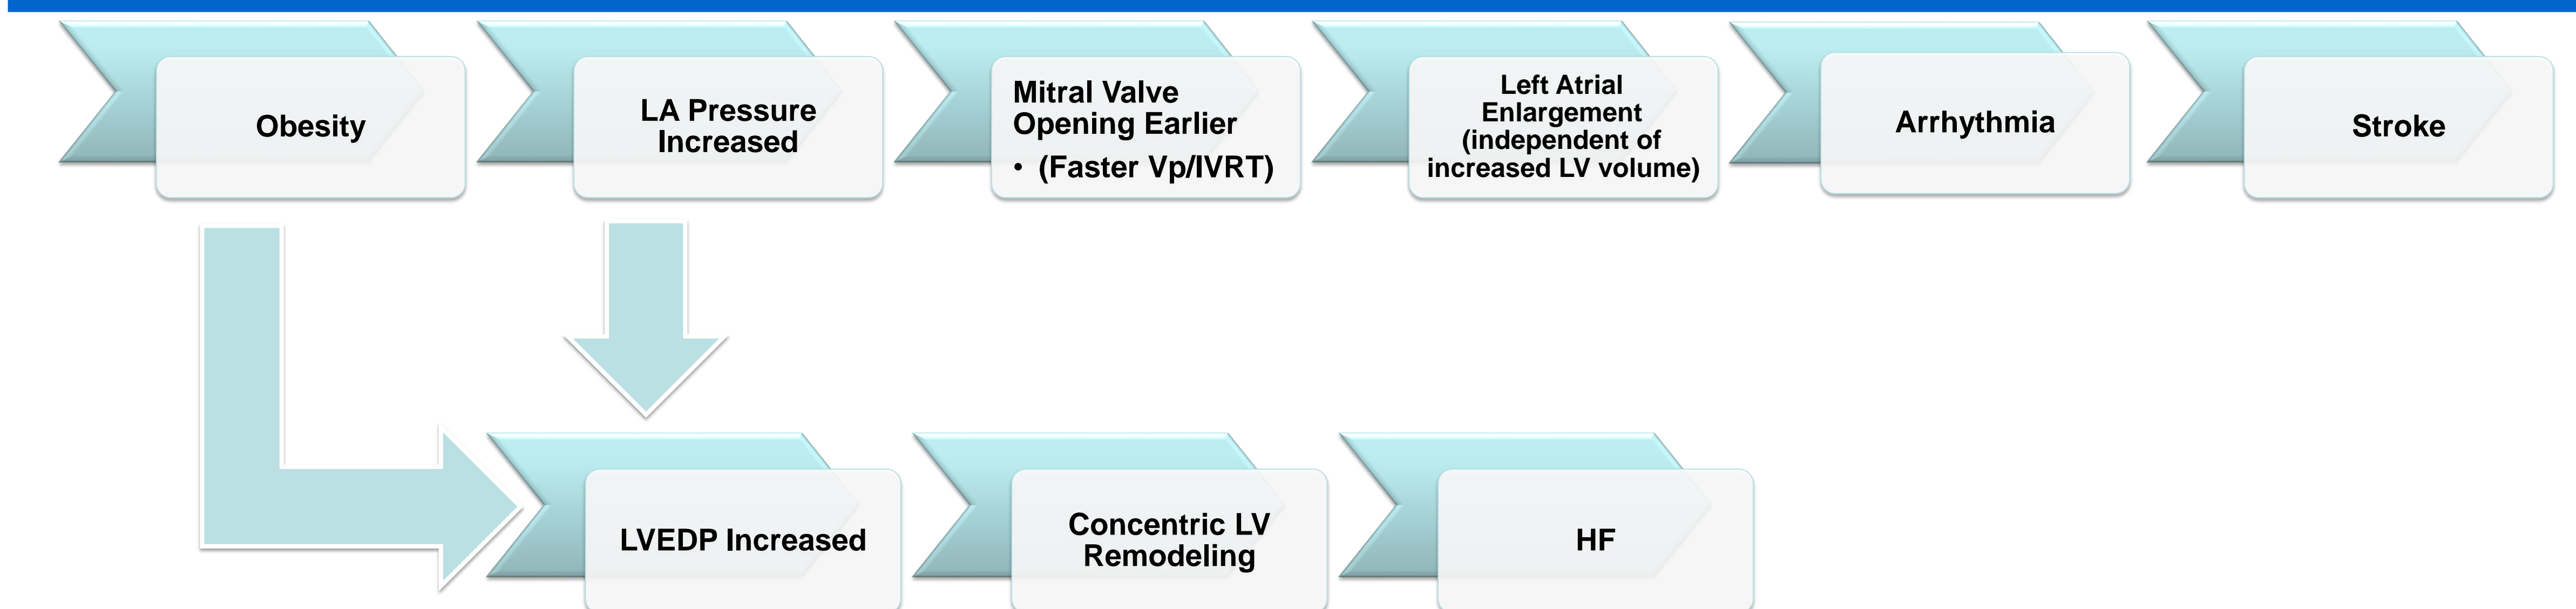 Obesity
LA Pressure
Increased
Mitral Valve
Opening Earlier
• (Faster Vp/IVRT)
Left Atrial
Enlargement
(independent of
increased LV volume)
Arrhythmia
Stroke
LVEDP Increased
Concentric LV
Remodeling
HF